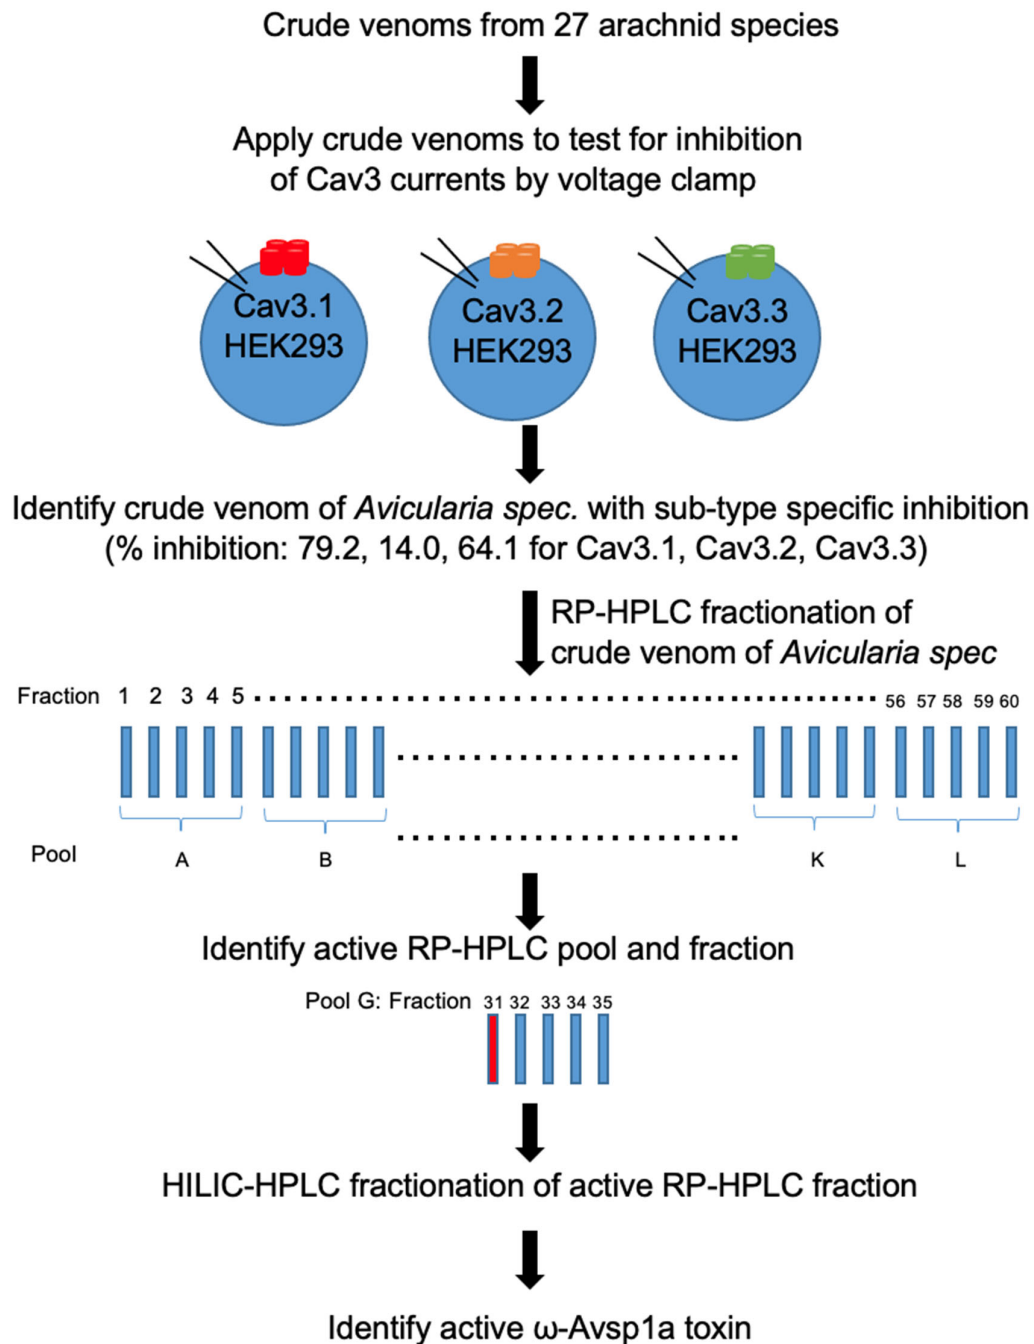 Crude venoms from 27 arachnid species
Apply crude venoms to test for inhibition
of Cav3 currents by voltage clamp
Cav3.1
HEK293
Cav3.2
HEK293
Cav3.3
HEK293
Identify crude venom of Avicularia spec. with sub-type specific inhibition
(% inhibition: 79.2, 14.0, 64.1 for Cav3.1, Cav3.2, Cav3.3)
RP-HPLC fractionation of
crude venom of Avicularia spec
Fraction 1 2 3 4 5 56 57 58 59 60
Pool A B K L
Identify active RP-HPLC pool and fraction
Pool G: Fraction 31 32 33 34 35
HILIC-HPLC fractionation of active RP-HPLC fraction
Identify active ω-Avsp1a toxin